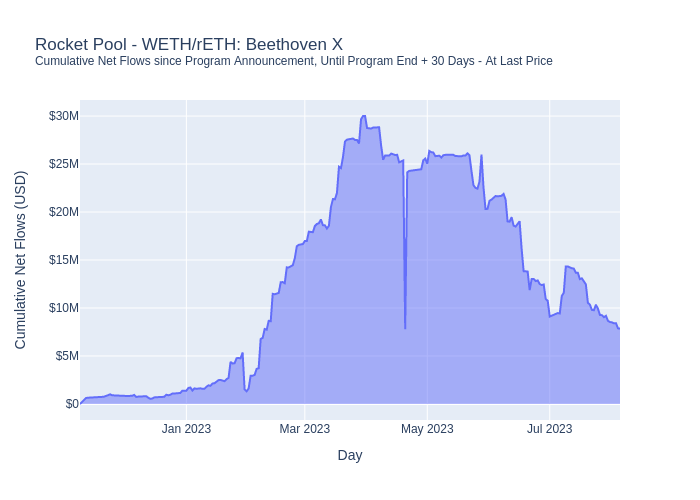 Rocket Pool - WETH/rETH: Beethoven X
Cumulative Net Flows since Program Announcement, Until Program End + 30 Days - At Last Price
$30M
$25M
$20M
$15M
$10M
$5M
$0
Cumulative Net Flows (USD)
Jan 2023
Mar 2023
May 2023
Jul 2023
Day